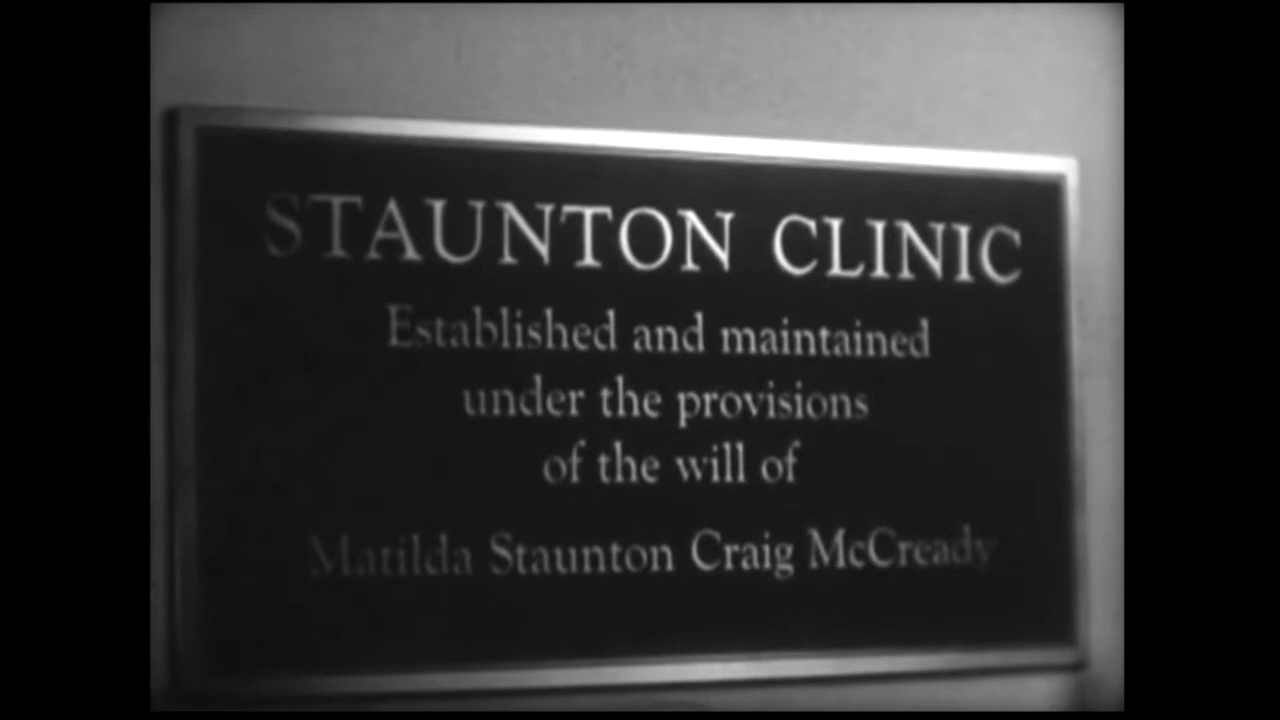 STAUNTON CLINIC
Established and maintained
under the provisions
of the will of
Matilda Staunton Craig McCready